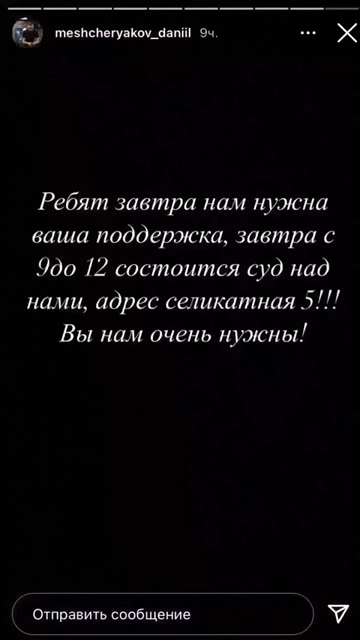 meshcheryakov_daniil 9ч.
Ребят завтра нам нужна
ваша поддержка, завтра с
9до 12 состоится суд над
нами, адрес селикатная 5!!!
Вы нам очень нужны!
Отправить сообщение